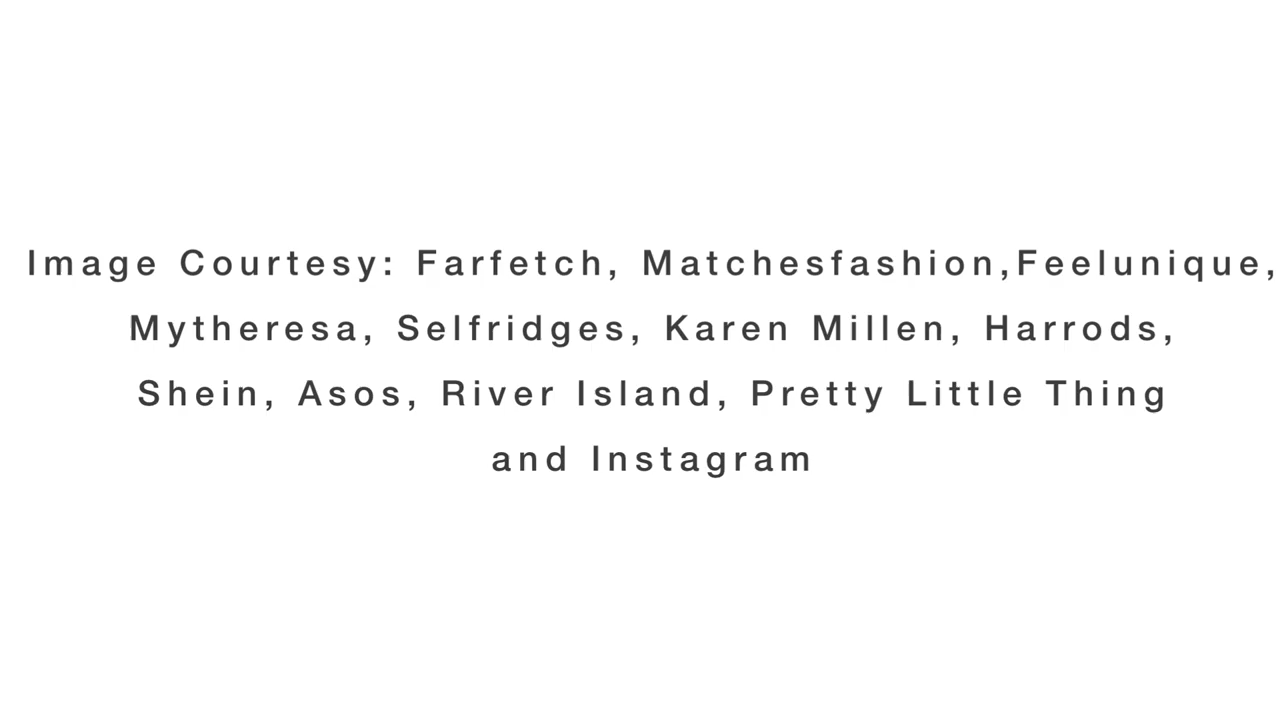 Image Courtesy: Farfetch, Matchesfashion,Feelunique,
Mytheresa, Selfridges, Karen Millen, Harrods,
Shein, Asos, River Island, Pretty Little Thing
and Instagram